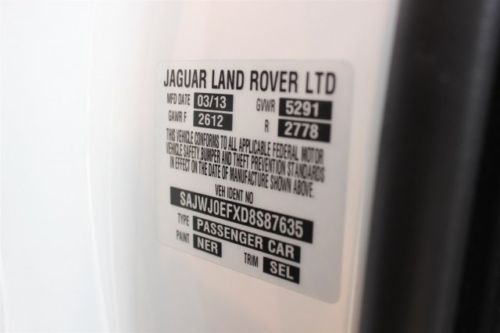 JAGUAR LAND ROVER LTD
MFD DATE 03/13 GVWR 5291
GAWR F 2612 R 2778
THIS VEHICLE CONFORMS TO ALL APPLICABLE FEDERAL MOTOR
VEHICLE SAFETY BUMPER AND THEFT PREVENTION STANDARDS
IN EFFECT ON THE DATE OF MANUFACTURE SHOWN ABOVE.
VEH IDENT NO
SAJWJ0EFXD8S87635
TYPE PASSENGER CAR
PAINT NER TRIM SEL